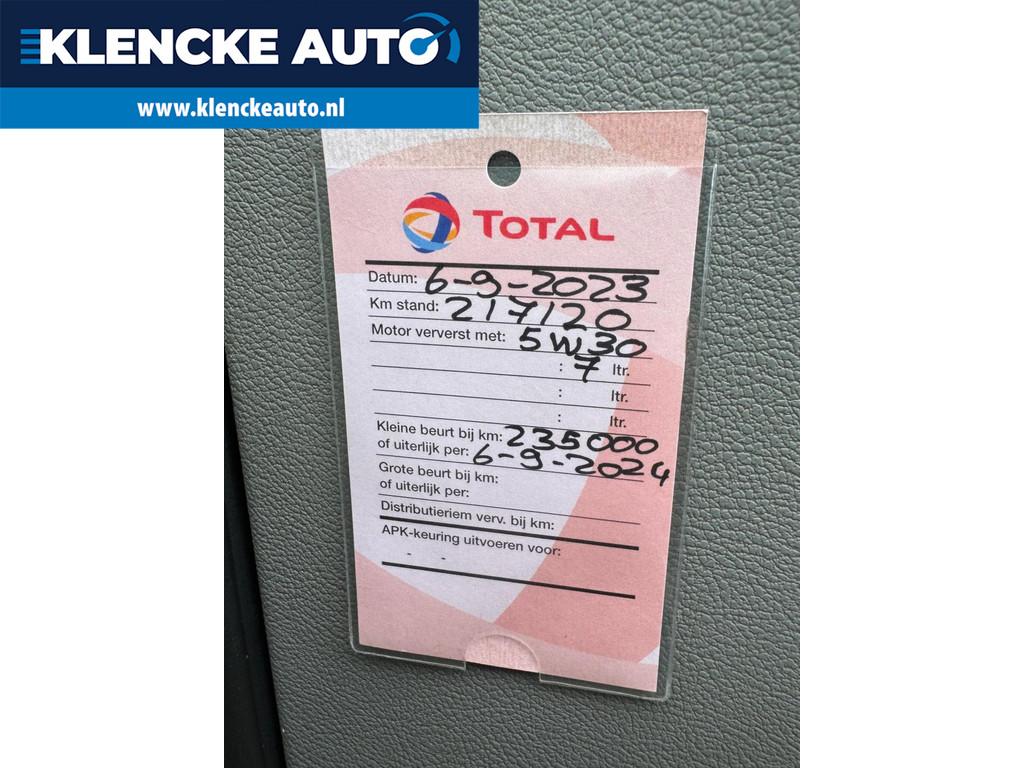 KLENCKE AUTO
www.klenckeauto.nl
TOTAL
Datum: 6-9-2023
Km stand: 217120
Motor ververst met: 5W30
: 7 ltr.
: ltr.
: ltr.
Kleine beurt bij km: 235000
of uiterlijk per: 6-9-2024
Grote beurt bij km:
of uiterlijk per:
Distributieriem verv. bij km:
APK-keuring uitvoeren voor:
- -